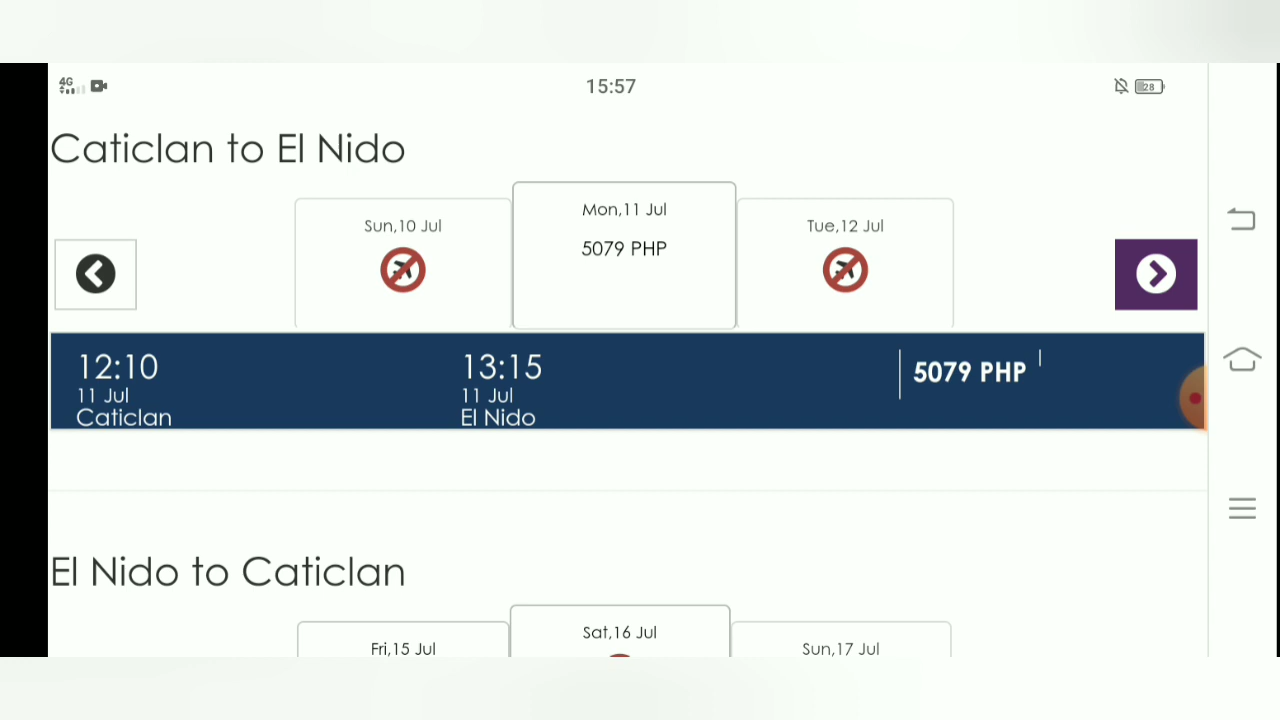 4G
15:57
28
Caticlan to El Nido
Sun,10 Jul
Mon,11 Jul
5079 PHP
Tue,12 Jul
12:10
11 Jul
Caticlan
13:15
11 Jul
El Nido
5079 PHP
El Nido to Caticlan
Fri,15 Jul
Sat,16 Jul
Sun,17 Jul